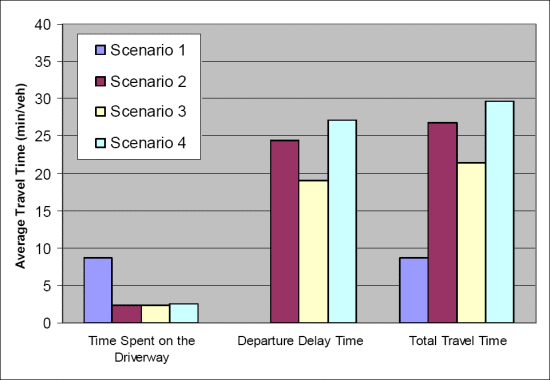 40
35
30
25
20
15
10
5
0
Average Travel Time (min/veh)
Scenario 1
Scenario 2
Scenario 3
Scenario 4
Time Spent on the
Driverway
Departure Delay Time
Total Travel Time